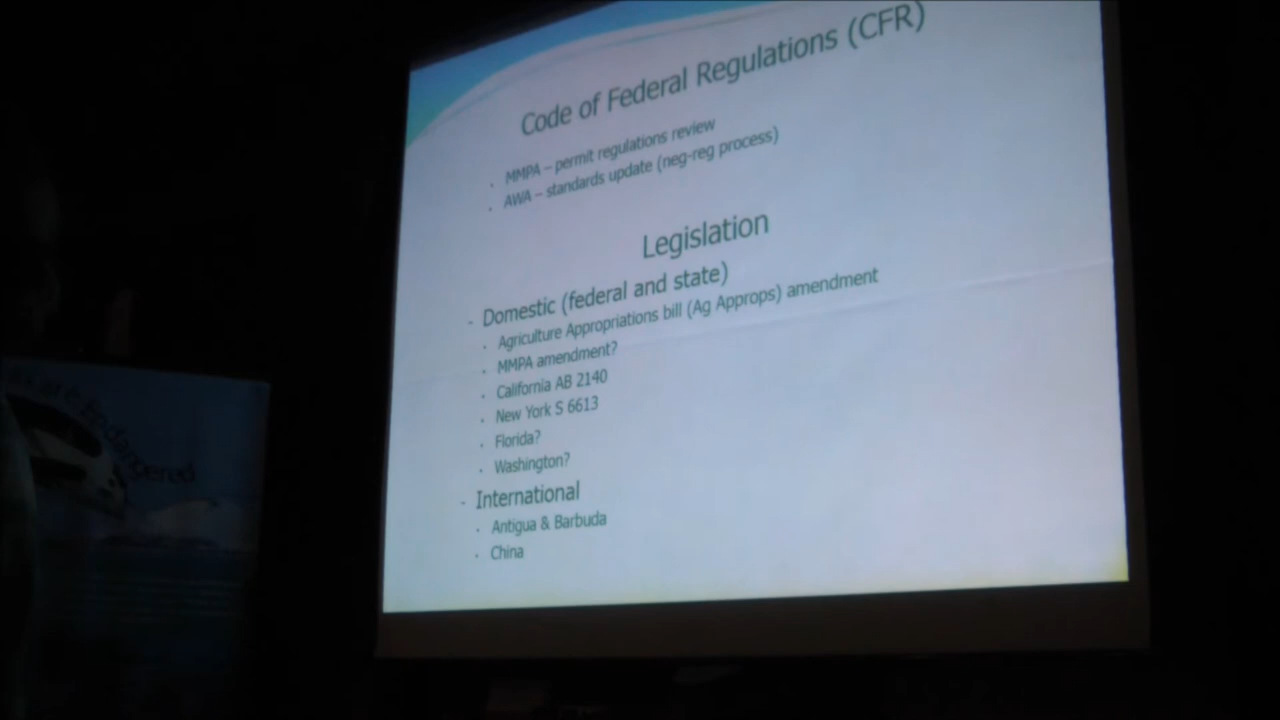 Code of Federal Regulations (CFR)
· MMPA – permit regulations review
· AWA – standards update (neg-reg process)
Legislation
- Domestic (federal and state)
· Agriculture Appropriations bill (Ag Approps) amendment
· MMPA amendment?
· California AB 2140
· New York S 6613
· Florida?
· Washington?
- International
· Antigua & Barbuda
· China
are Endangered